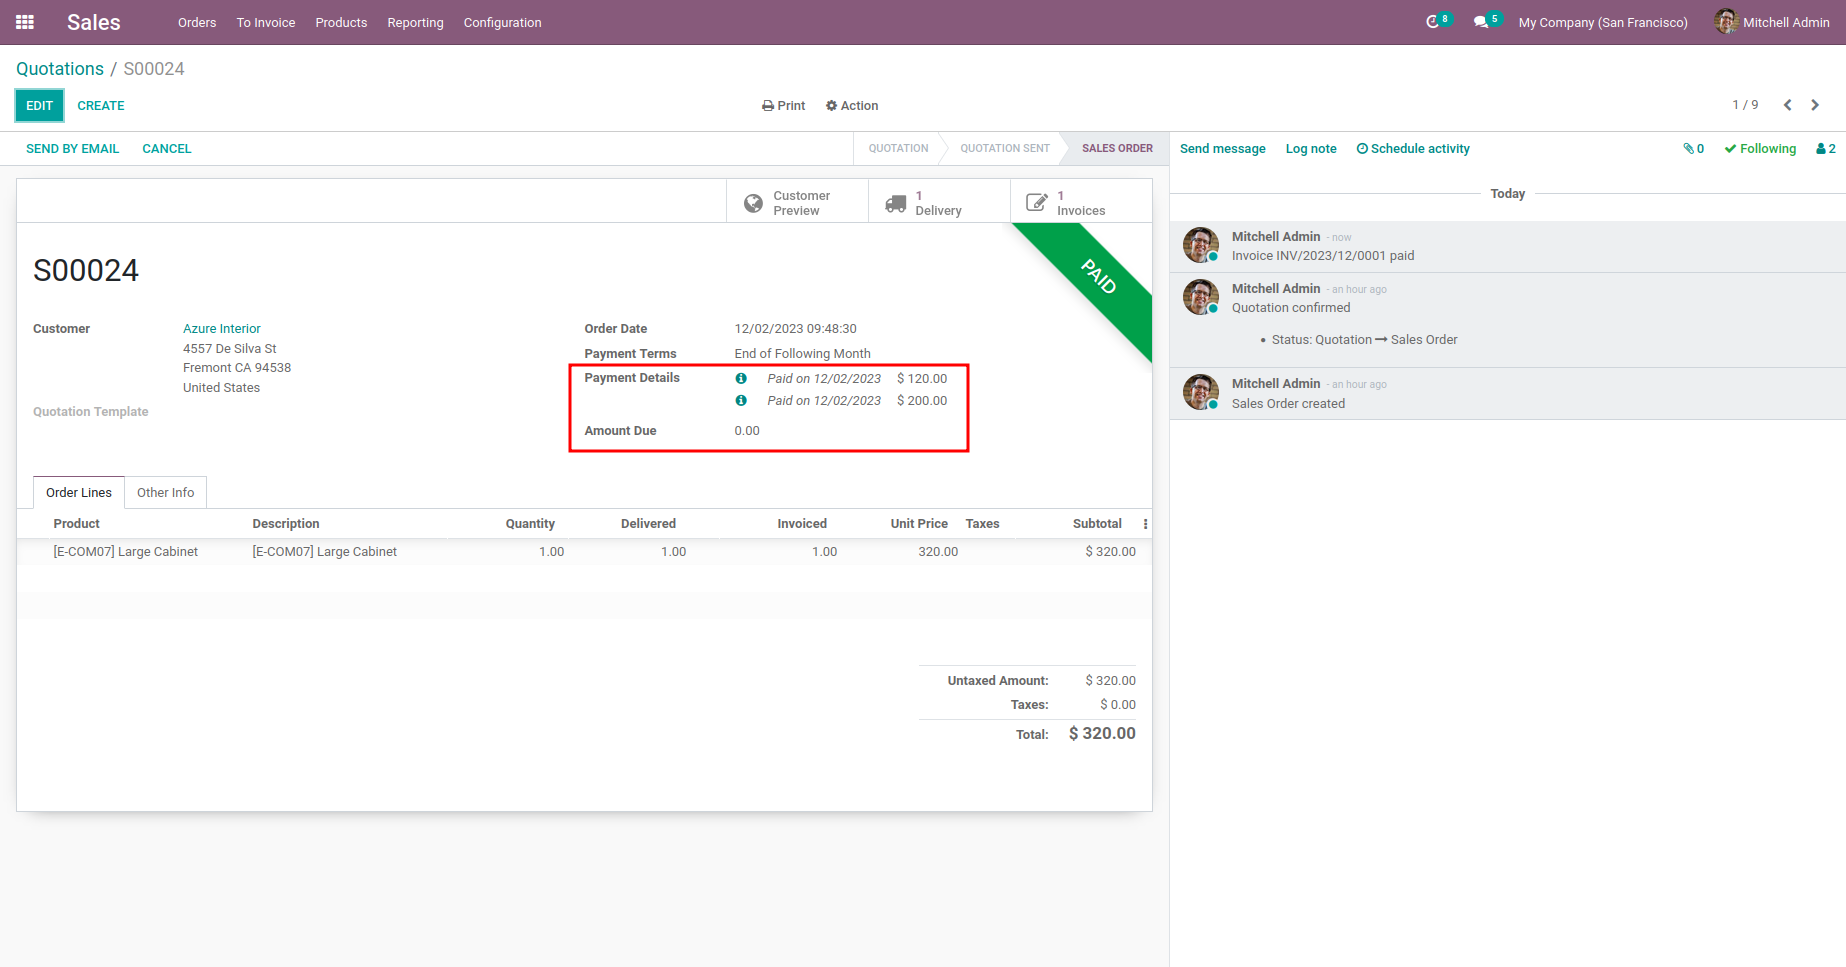 Sales Orders To Invoice Products Reporting Configuration 8 5 My Company (San Francisco) Mitchell Admin
Quotations / S00024
EDIT CREATE Print Action 1 / 9
SEND BY EMAIL CANCEL QUOTATION QUOTATION SENT SALES ORDER
Customer Preview
1 Delivery
1 Invoices
PAID
S00024
Customer Azure Interior
4557 De Silva St
Fremont CA 94538
United States
Quotation Template
Order Date 12/02/2023 09:48:30
Payment Terms End of Following Month
Payment Details Paid on 12/02/2023 $ 120.00
Paid on 12/02/2023 $ 200.00
Amount Due 0.00
Order Lines Other Info
Product Description Quantity Delivered Invoiced Unit Price Taxes Subtotal
[E-COM07] Large Cabinet [E-COM07] Large Cabinet 1.00 1.00 1.00 320.00 $ 320.00
Untaxed Amount: $ 320.00
Taxes: $ 0.00
Total: $ 320.00
Send message Log note Schedule activity 0 Following 2
Today
Mitchell Admin - now
Invoice INV/2023/12/0001 paid
Mitchell Admin - an hour ago
Quotation confirmed
• Status: Quotation → Sales Order
Mitchell Admin - an hour ago
Sales Order created